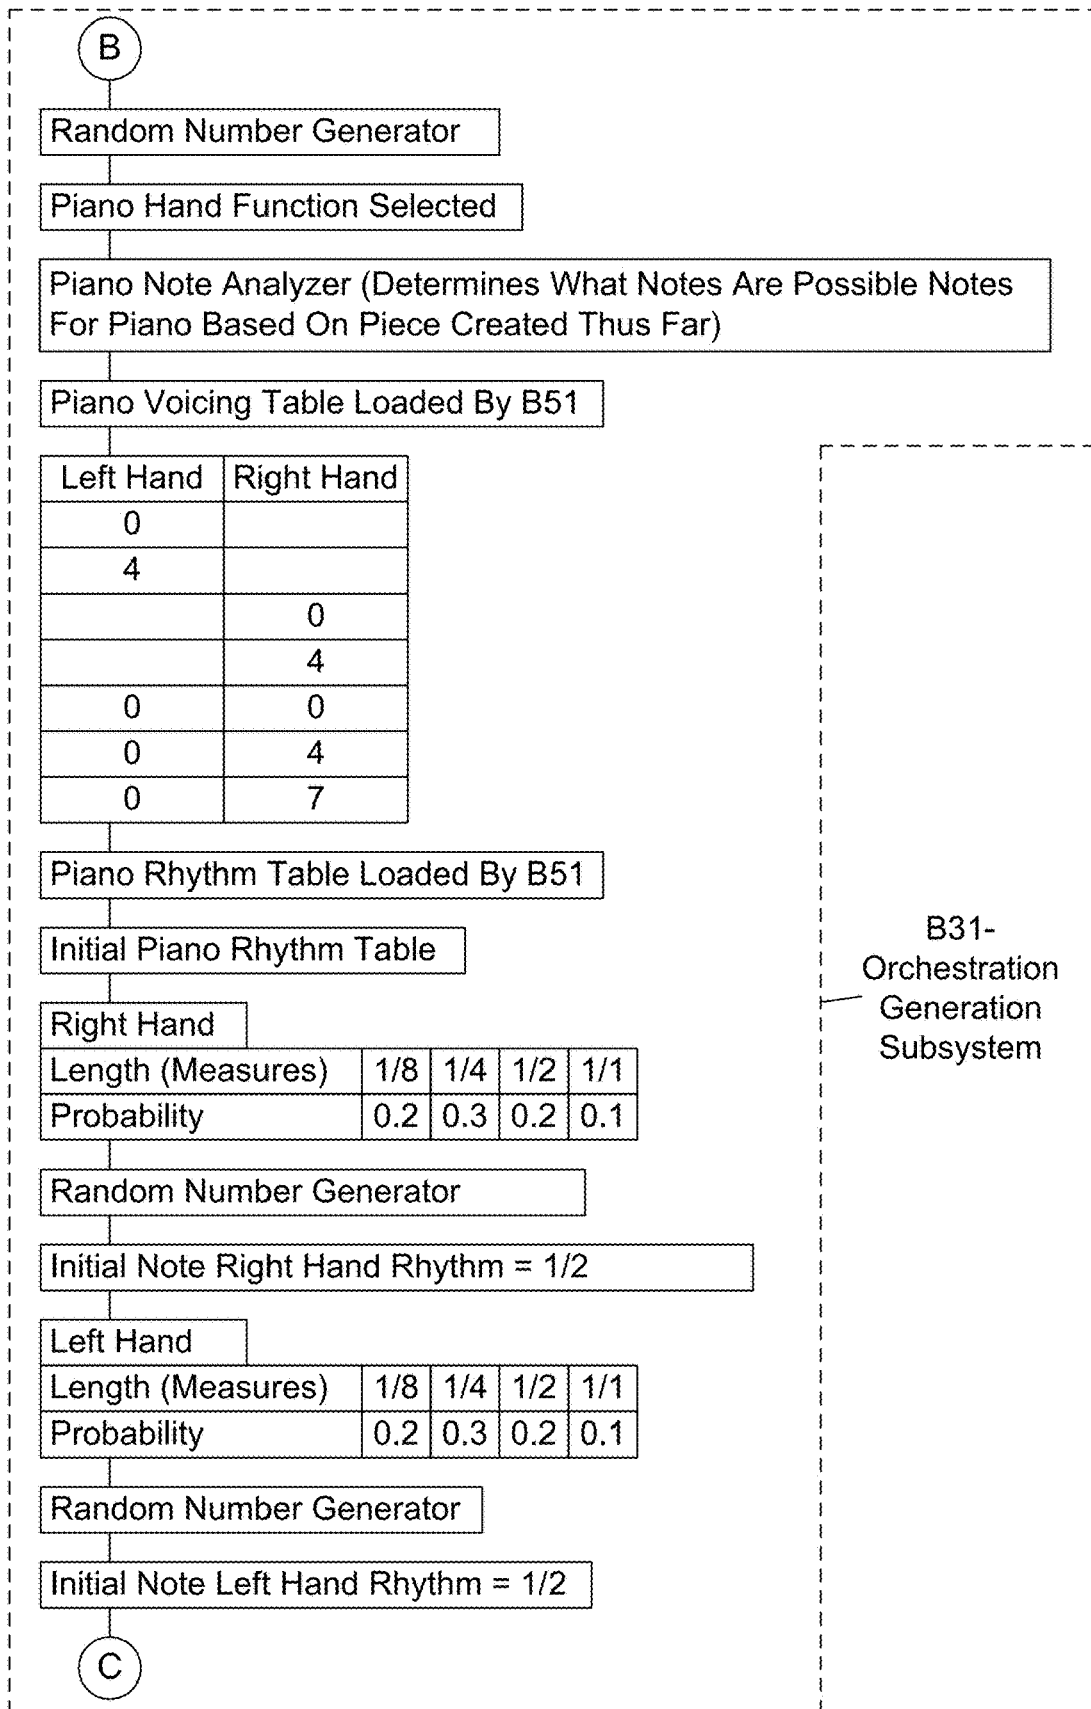 B
Random Number Generator
Piano Hand Function Selected
Piano Note Analyzer (Determines What Notes Are Possible Notes
For Piano Based On Piece Created Thus Far)
Piano Voicing Table Loaded By B51
Left Hand Right Hand
0
4
0
4
0 0
0 4
0 7
Piano Rhythm Table Loaded By B51
Initial Piano Rhythm Table
Right Hand
Length (Measures) 1/8 1/4 1/2 1/1
Probability 0.2 0.3 0.2 0.1
Random Number Generator
Initial Note Right Hand Rhythm = 1/2
Left Hand
Length (Measures) 1/8 1/4 1/2 1/1
Probability 0.2 0.3 0.2 0.1
Random Number Generator
Initial Note Left Hand Rhythm = 1/2
C
B31-
Orchestration
Generation
Subsystem